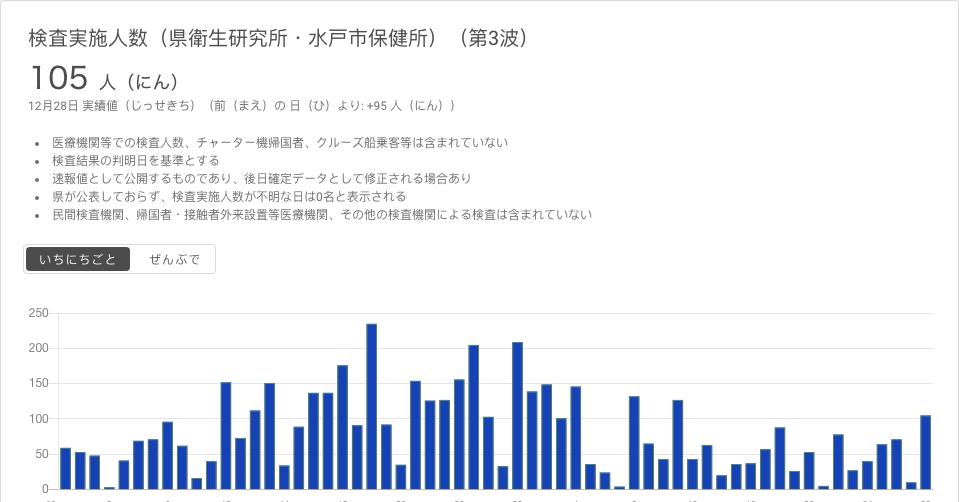 検査実施人数（県衛生研究所・水戸市保健所）（第3波）
105 人（にん）
12月28日 実績値（じっせきち）（前（まえ）の 日（ひ）より: +95 人（にん））
• 医療機関等での検査人数、チャーター機帰国者、クルーズ船乗客等は含まれていない
• 検査結果の判明日を基準とする
• 速報値として公開するものであり、後日確定データとして修正される場合あり
• 県が公表しておらず、検査実施人数が不明な日は0名と表示される
• 民間検査機関、帰国者・接触者外来設置等医療機関、その他の検査機関による検査は含まれていない
いちにちごと ぜんぶで
250
200
150
100
50
0